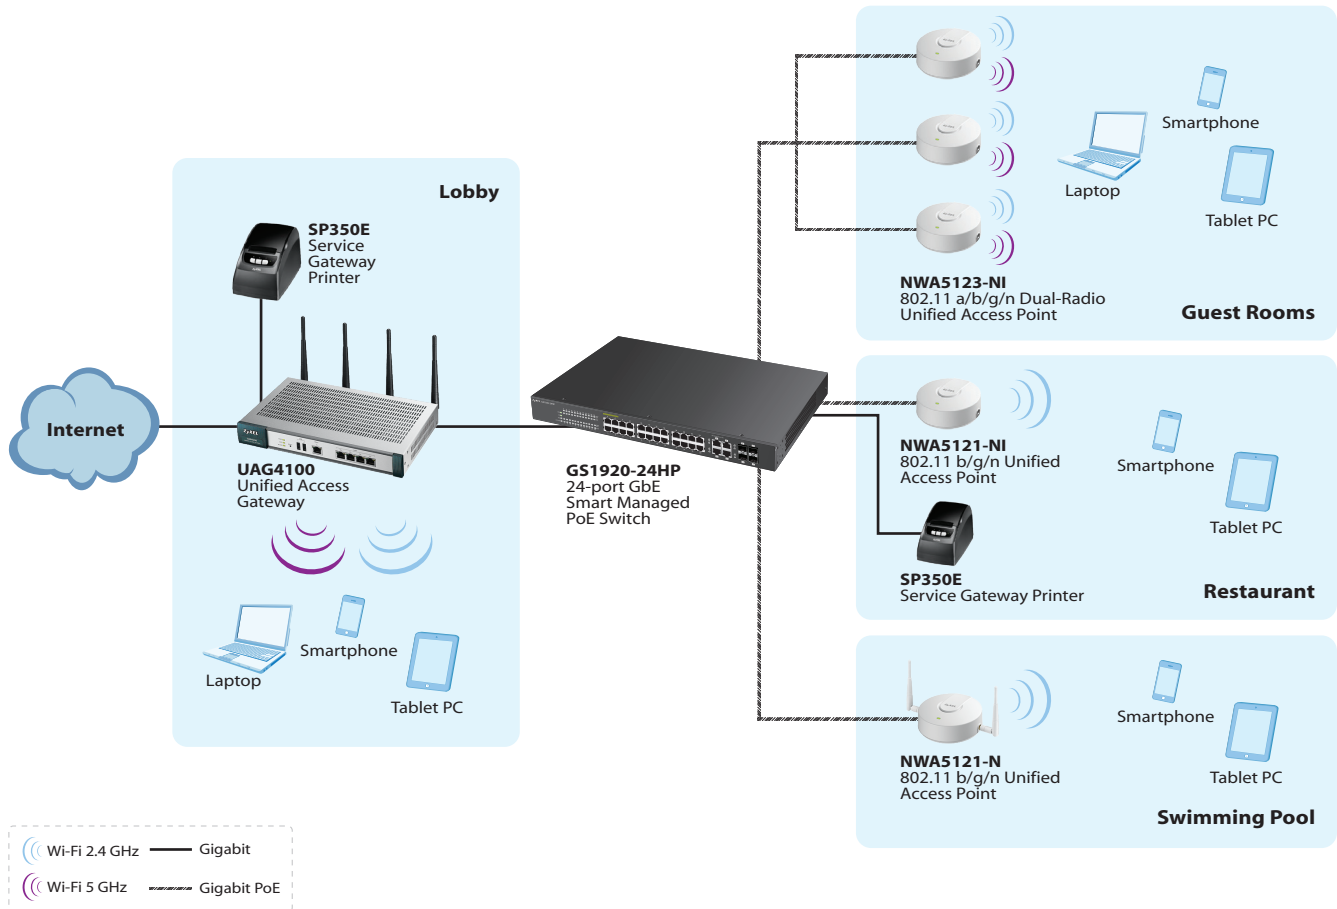 Lobby
SP350E
Service
Gateway
Printer
Internet
UAG4100
Unified Access
Gateway
Laptop
Smartphone
Tablet PC
GS1920-24HP
24-port GbE
Smart Managed
PoE Switch
Smartphone
Laptop
Tablet PC
NWA5123-NI
802.11 a/b/g/n Dual-Radio
Unified Access Point
Guest Rooms
NWA5121-NI
802.11 b/g/n Unified
Access Point
Smartphone
Tablet PC
SP350E
Service Gateway Printer
Restaurant
NWA5121-N
802.11 b/g/n Unified
Access Point
Smartphone
Tablet PC
Swimming Pool
Wi-Fi 2.4 GHz
Gigabit
Wi-Fi 5 GHz
Gigabit PoE